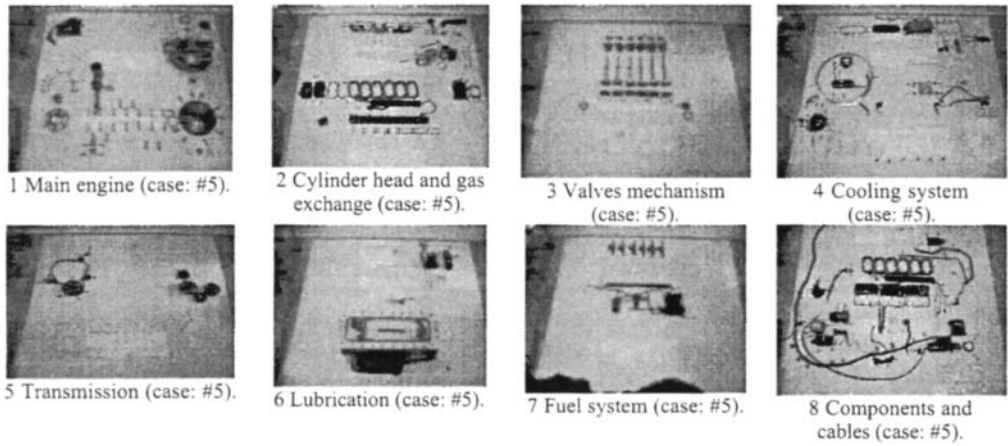 1 Main engine (case: #5).
2 Cylinder head and gas
exchange (case: #5).
3 Valves mechanism
(case: #5).
4 Cooling system
(case: #5).
5 Transmission (case: #5).
6 Lubrication (case: #5).
7 Fuel system (case: #5).
8 Components and
cables (case: #5).